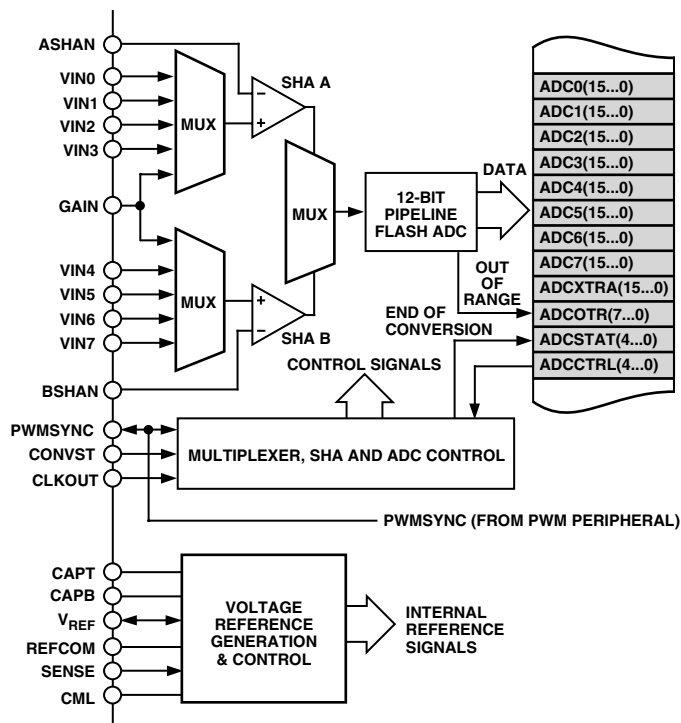 ASHAN
VIN0
VIN1
VIN2
VIN3
GAIN
VIN4
VIN5
VIN6
VIN7
BSHAN
PWMSYNC
CONVST
CLKOUT
CAPT
CAPB
VREF
REFCOM
SENSE
CML
MUX
MUX
SHA A
SHA B
MUX
12-BIT
PIPELINE
FLASH ADC
DATA
OUT
OF
RANGE
END OF
CONVERSION
CONTROL SIGNALS
MULTIPLEXER, SHA AND ADC CONTROL
PWMSYNC (FROM PWM PERIPHERAL)
VOLTAGE
REFERENCE
GENERATION
& CONTROL
INTERNAL
REFERENCE
SIGNALS
ADC0(15...0)
ADC1(15...0)
ADC2(15...0)
ADC3(15...0)
ADC4(15...0)
ADC5(15...0)
ADC6(15...0)
ADC7(15...0)
ADCXTRA(15...0)
ADCOTR(7...0)
ADCSTAT(4...0)
ADCCTRL(4...0)
− +
+ −